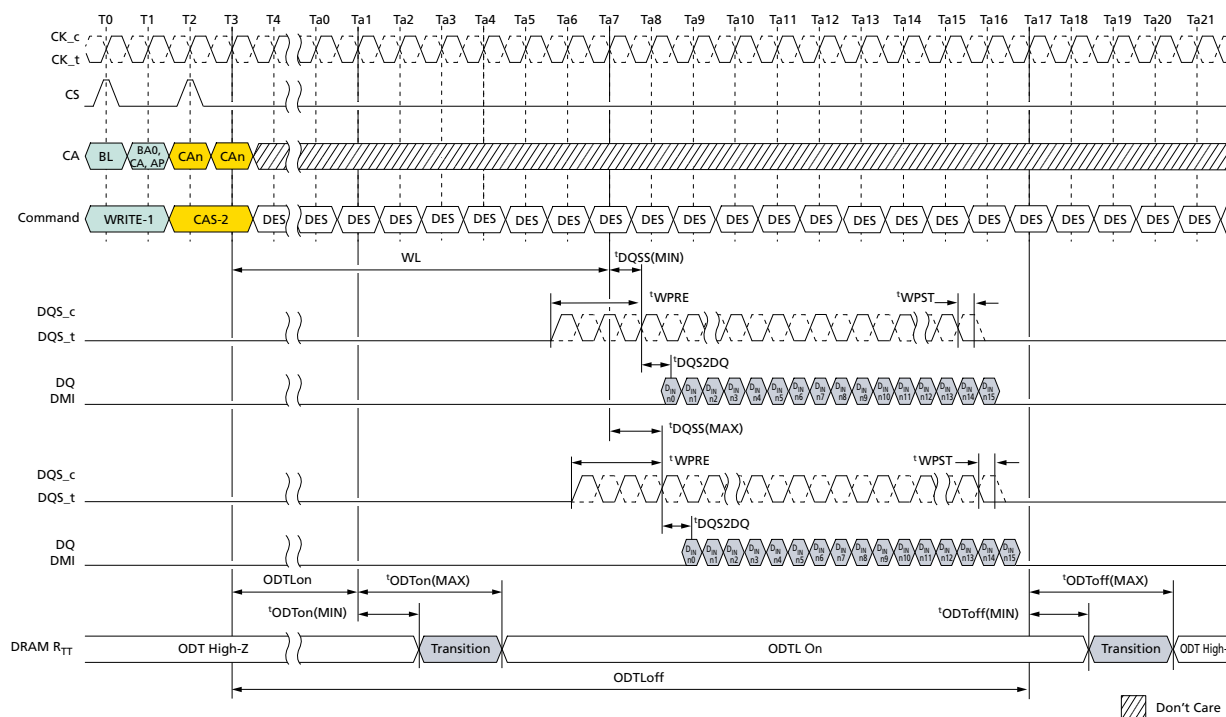 T0 T1 T2 T3 T4 Ta0 Ta1 Ta2 Ta3 Ta4 Ta5 Ta6 Ta7 Ta8 Ta9 Ta10 Ta11 Ta12 Ta13 Ta14 Ta15 Ta16 Ta17 Ta18 Ta19 Ta20 Ta21
CK_c
CK_t
CS
CA BL BA0, CA, AP CAn CAn
Command WRITE-1 CAS-2 DES DES DES DES DES DES DES DES DES DES DES DES DES DES DES DES DES DES DES DES DES DES DES
WL tDQSS(MIN)
tWPRE tWPST
DQS_c
DQS_t
tDQS2DQ
DQ
DMI
DIN n0 DIN n1 DIN n2 DIN n3 DIN n4 DIN n5 DIN n6 DIN n7 DIN n8 DIN n9 DIN n10 DIN n11 DIN n12 DIN n13 DIN n14 DIN n15
tDQSS(MAX)
tWPRE tWPST
DQS_c
DQS_t
tDQS2DQ
DQ
DMI
DIN n0 DIN n1 DIN n2 DIN n3 DIN n4 DIN n5 DIN n6 DIN n7 DIN n8 DIN n9 DIN n10 DIN n11 DIN n12 DIN n13 DIN n14 DIN n15
ODTLon tODTon(MAX) tODToff(MAX)
tODTon(MIN) tODToff(MIN)
DRAM RTT ODT High-Z Transition ODTL On Transition ODT High-
ODTLoff
Don't Care